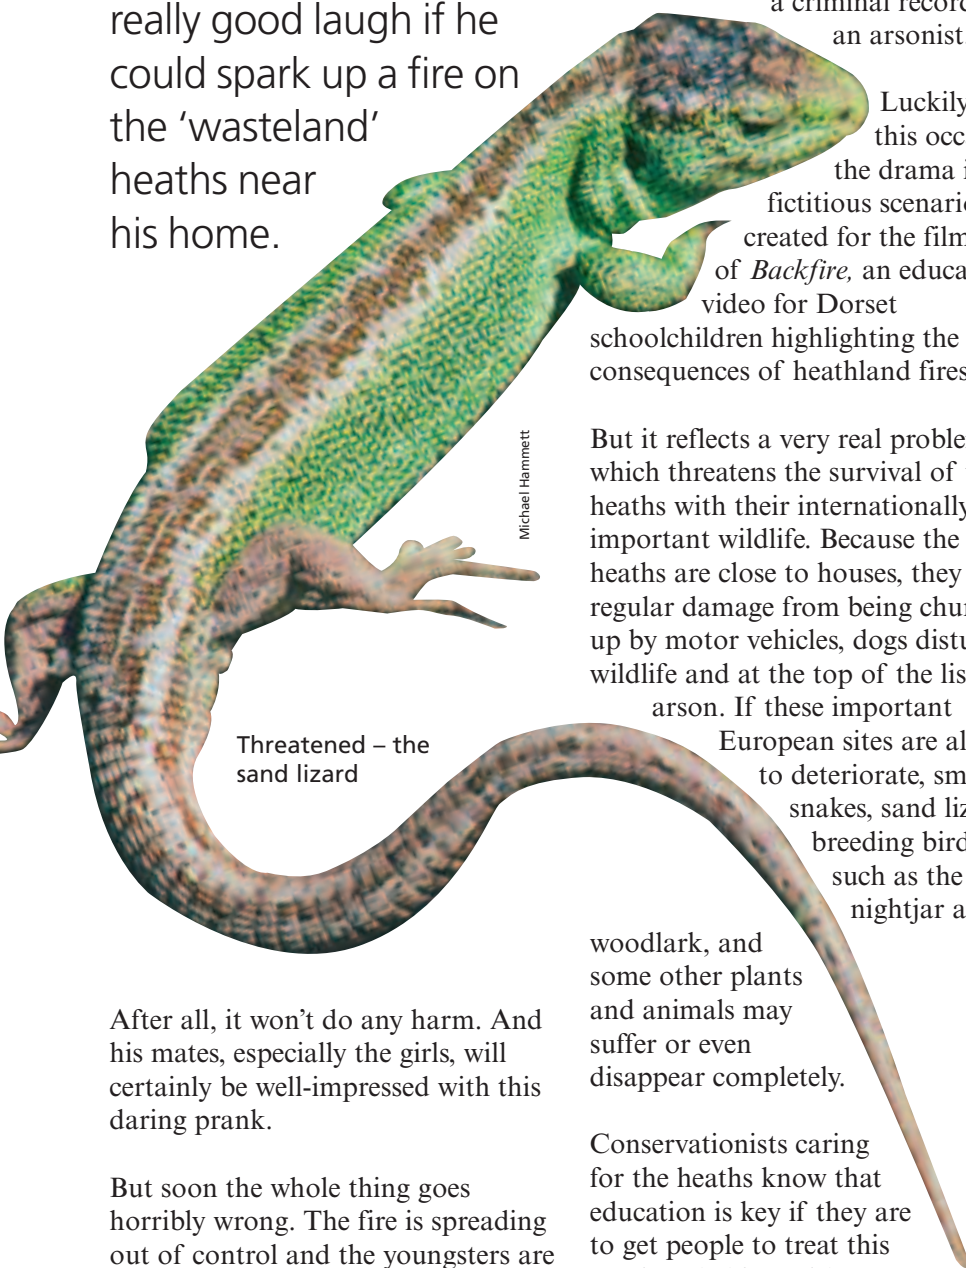 really good laugh if he
could spark up a fire on
the ‘wasteland’
heaths near
his home.
Michael Hammett
Threatened – the
sand lizard
After all, it won’t do any harm. And
his mates, especially the girls, will
certainly be well-impressed with this
daring prank.
But soon the whole thing goes
horribly wrong. The fire is spreading
out of control and the youngsters are
a criminal record
an arsonist
Luckily
this occ
the drama i
fictitious scenario
created for the film
of Backfire, an educa
video for Dorset
schoolchildren highlighting the
consequences of heathland fires
But it reflects a very real proble
which threatens the survival of
heaths with their internationally
important wildlife. Because the
heaths are close to houses, they
regular damage from being chur
up by motor vehicles, dogs distu
wildlife and at the top of the lis
arson. If these important
European sites are al
to deteriorate, sm
snakes, sand liz
breeding bird
such as the
nightjar a
woodlark, and
some other plants
and animals may
suffer or even
disappear completely.
Conservationists caring
for the heaths know that
education is key if they are
to get people to treat this